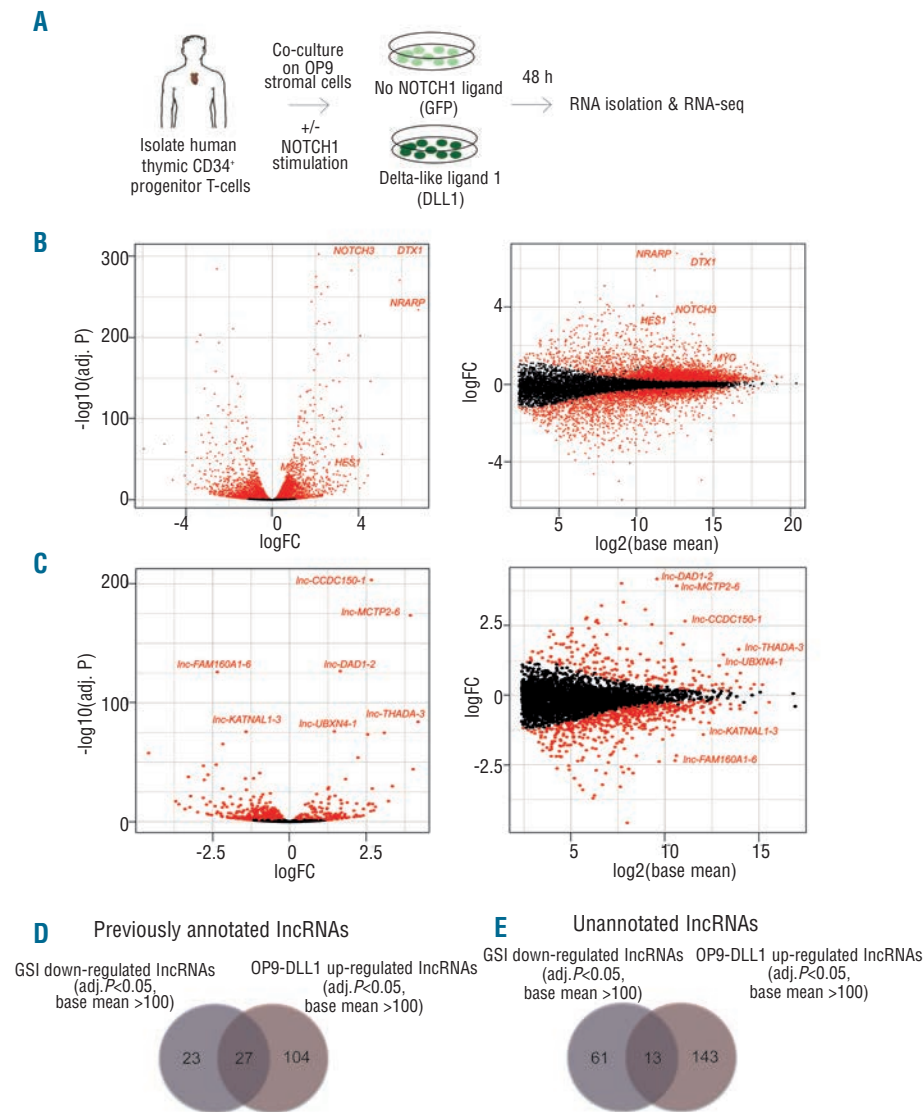 A
Co-culture
on OP9
stromal cells
+/-
NOTCH1
stimulation
Isolate human
thymic CD34+
progenitor T-cells
No NOTCH1 ligand
(GFP)
Delta-like ligand 1
(DLL1)
48 h
RNA isolation & RNA-seq
B
-log10(adj. P)
300
200
100
0
NOTCH3 DTX1
NRARP
HES1
-4 0 4
logFC
logFC
4
0
-4
NRARP
DTX1
NOTCH3
HES1
MYC
5 10 15 20
log2(base mean)
C
-log10(adj. P)
200
100
0
lnc-CCDC150-1
lnc-MCTP2-6
lnc-FAM160A1-6
lnc-DAD1-2
lnc-KATNAL1-3
lnc-UBXN4-1
lnc-THADA-3
-2.5 0 2.5
logFC
logFC
2.5
0
-2.5
lnc-DAD1-2
lnc-MCTP2-6
lnc-CCDC150-1
lnc-THADA-3
lnc-UBXN4-1
lnc-KATNAL1-3
lnc-FAM160A1-6
5 10 15
log2(base mean)
D
Previously annotated lncRNAs
GSI down-regulated lncRNAs
(adj.P<0.05,
base mean >100)
OP9-DLL1 up-regulated lncRNAs
(adj.P<0.05,
base mean >100)
23 27 104
E
Unannotated lncRNAs
GSI down-regulated lncRNAs
(adj.P<0.05,
base mean >100)
OP9-DLL1 up-regulated lncRNAs
(adj.P<0.05,
base mean >100)
61 13 143